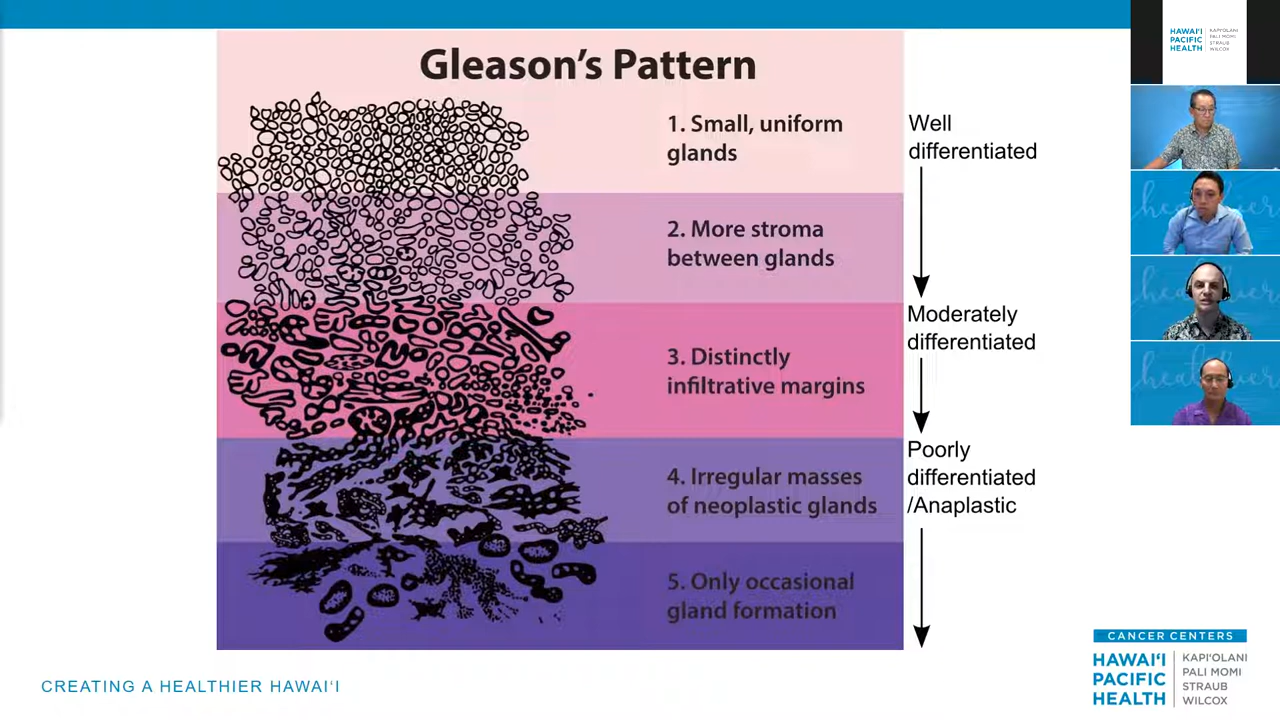 Gleason's Pattern
1. Small, uniform
glands
2. More stroma
between glands
3. Distinctly
infiltrative margins
4. Irregular masses
of neoplastic glands
5. Only occasional
gland formation
Well
differentiated
Moderately
differentiated
Poorly
differentiated
/Anaplastic
CREATING A HEALTHIER HAWAI‘I
CANCER CENTERS
HAWAI‘I
PACIFIC
HEALTH
KAPI‘OLANI
PALI MOMI
STRAUB
WILCOX
HAWAI‘I
PACIFIC
HEALTH
KAPI‘OLANI
PALI MOMI
STRAUB
WILCOX